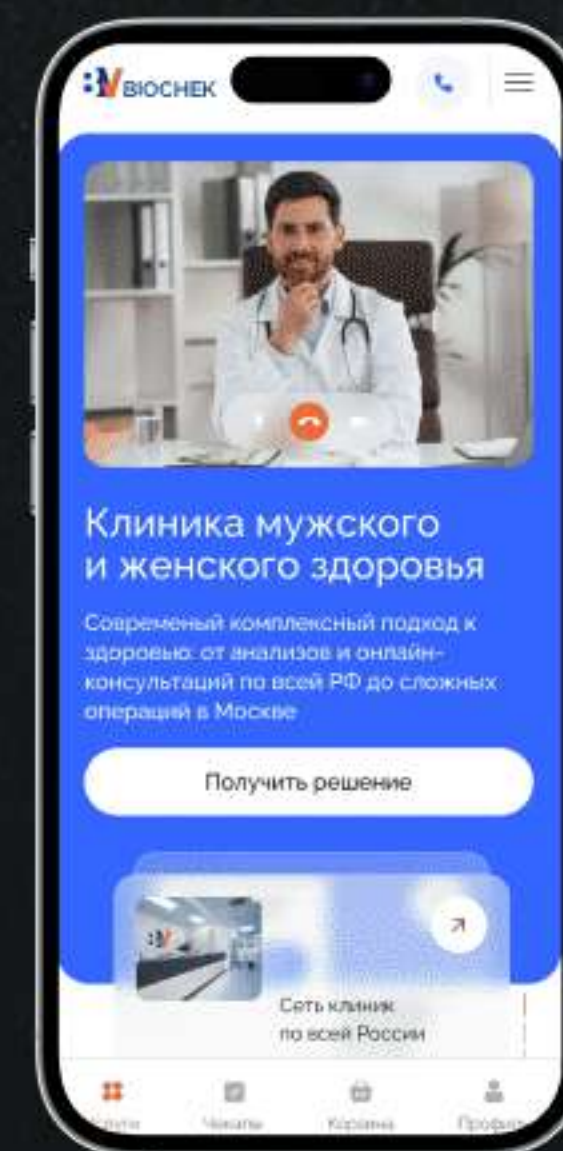 BIOCHEK
Клиника мужского
и женского здоровья
Современый комплексный подход к
здоровью: от анализов и онлайн-
консультаций по всей РФ до сложных
операций в Москве
Получить решение
Сеть клиник
по всей России
Чекапы
Корзина